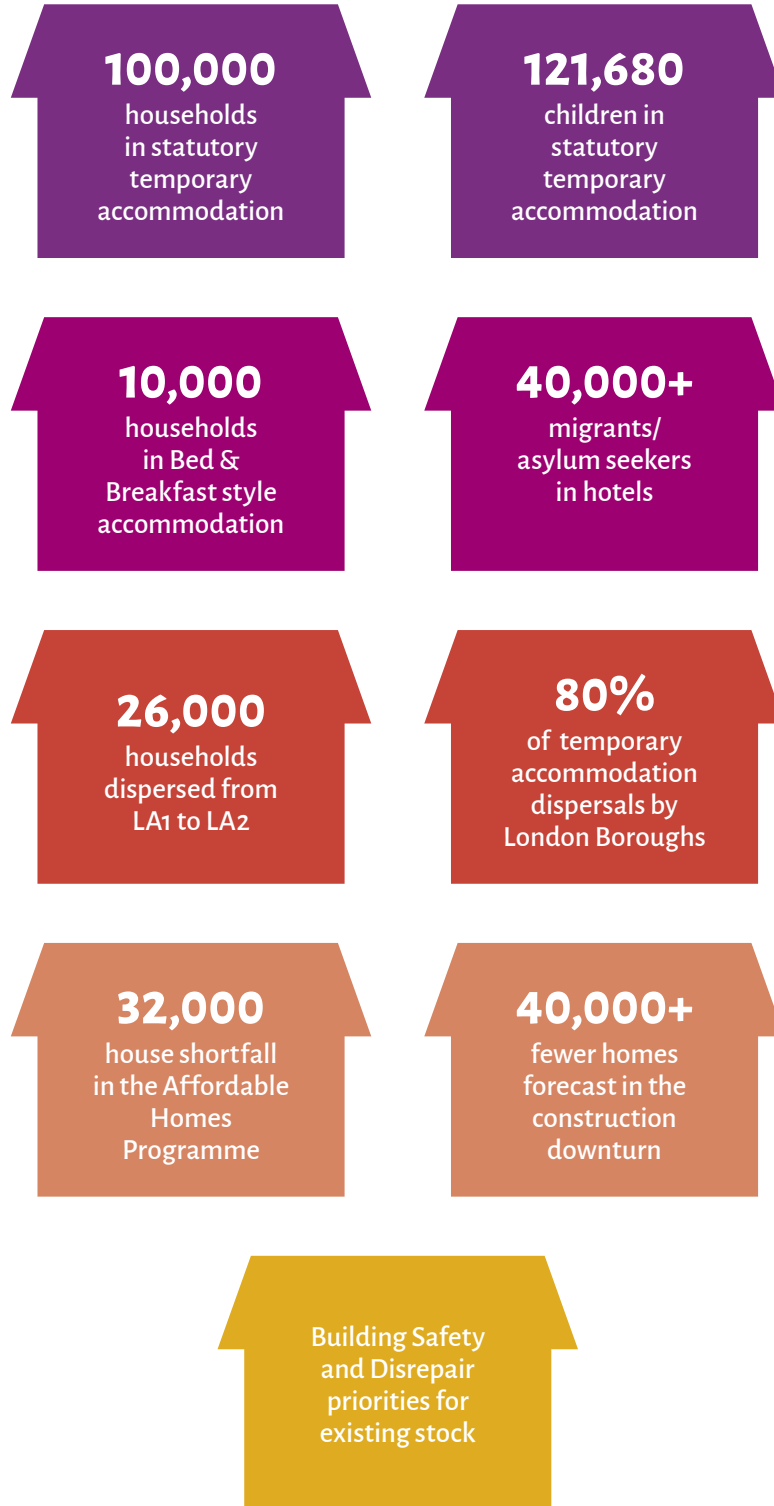 100,000
households
in statutory
temporary
accommodation
121,680
children in
statutory
temporary
accommodation
10,000
households
in Bed &
Breakfast style
accommodation
40,000+
migrants/
asylum seekers
in hotels
26,000
households
dispersed from
LA1 to LA2
80%
of temporary
accommodation
dispersals by
London Boroughs
32,000
house shortfall
in the Affordable
Homes
Programme
40,000+
fewer homes
forecast in the
construction
downturn
Building Safety
and Disrepair
priorities for
existing stock